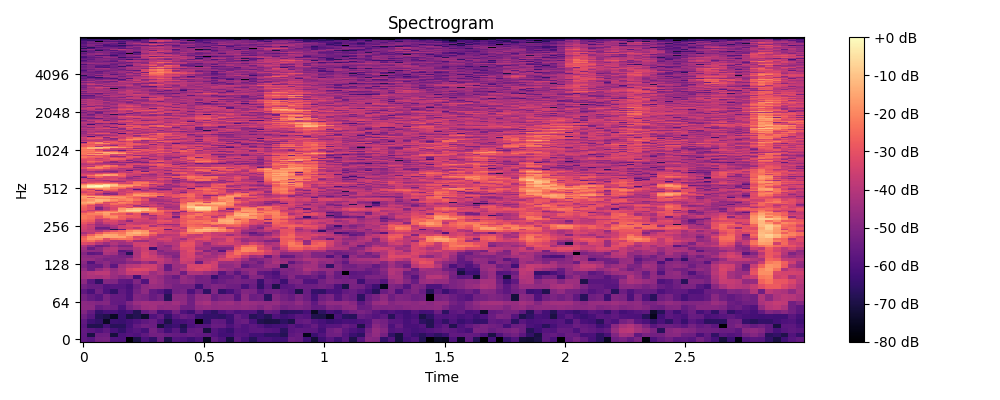 Spectrogram
4096
2048
1024
512
256
128
64
0
Hz
0
0.5
1
1.5
2
2.5
Time
+0 dB
-10 dB
-20 dB
-30 dB
-40 dB
-50 dB
-60 dB
-70 dB
-80 dB